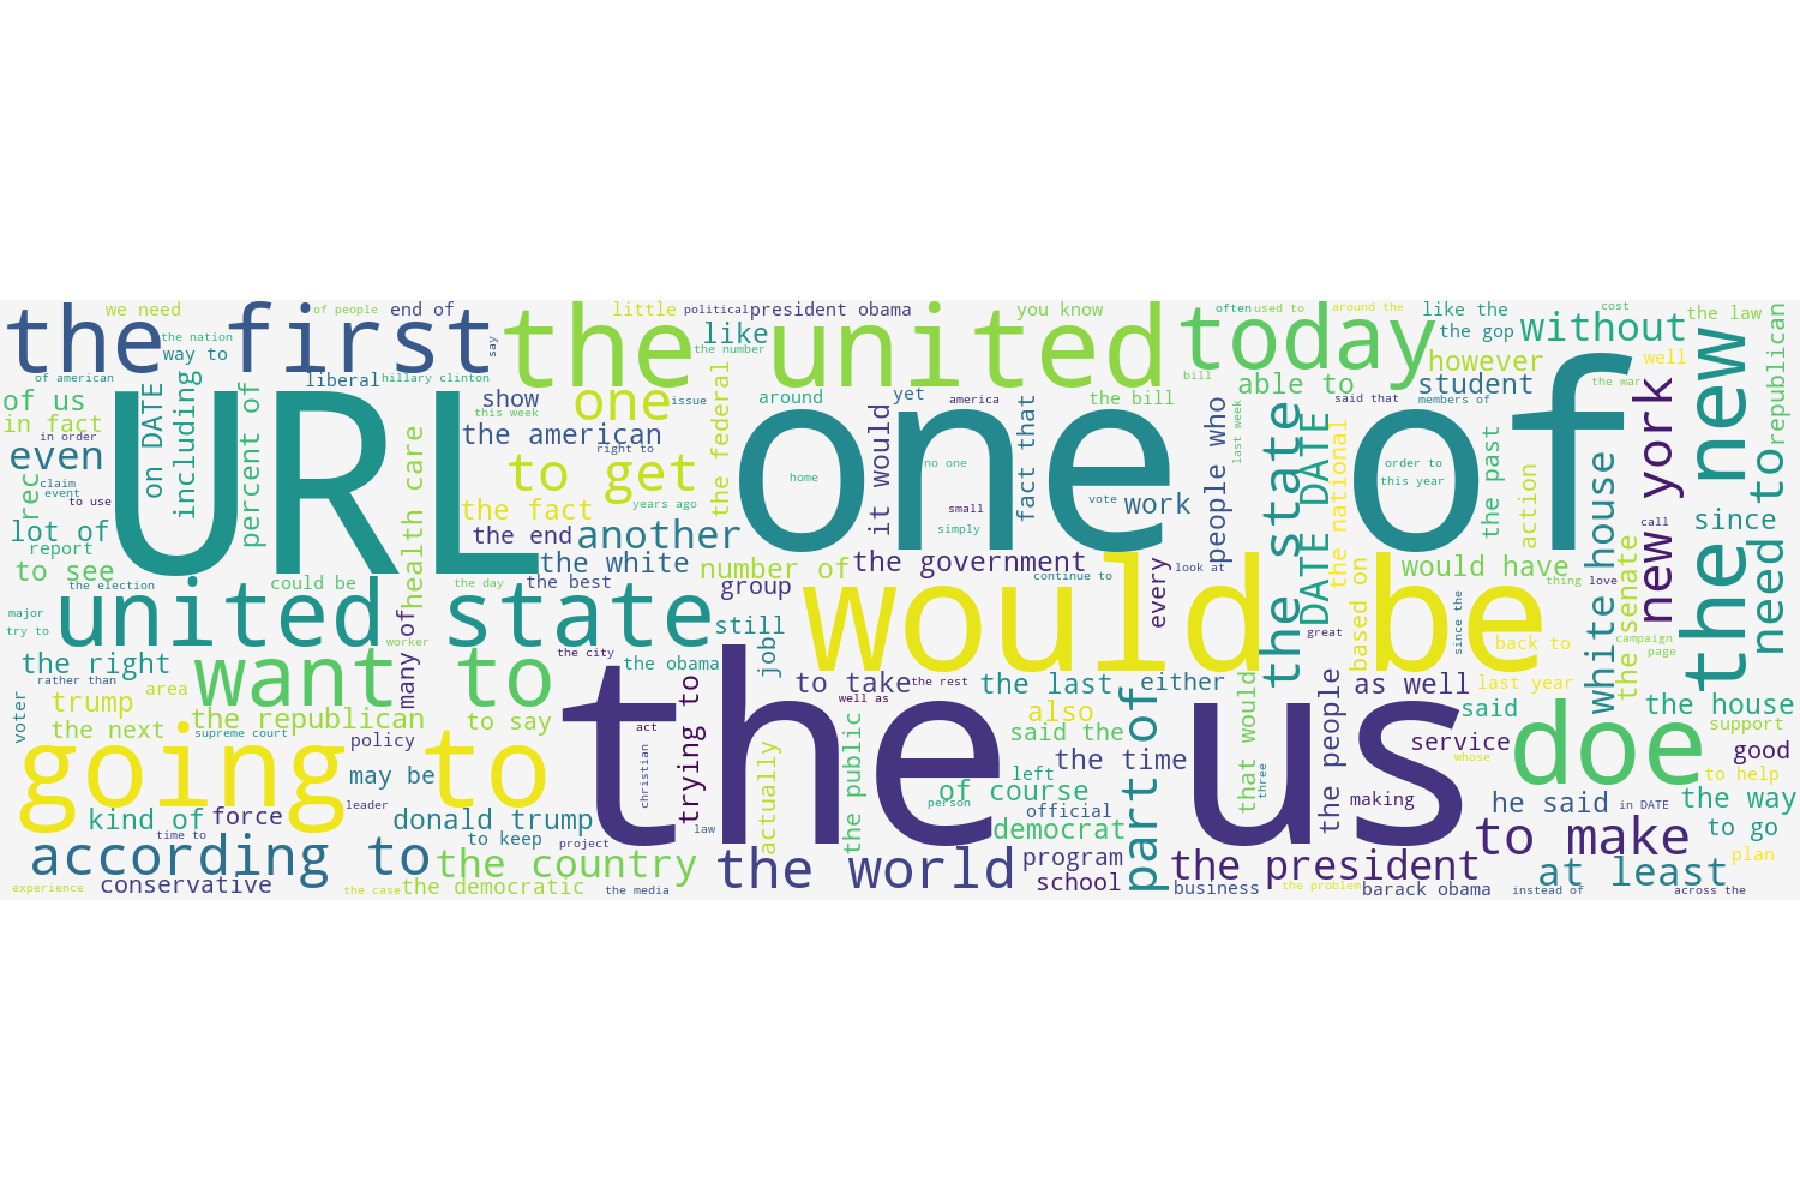 we need
of people
end of
little
political
president obama
you know
often
used to
around the
like the
cost
the law
the first
the united
today
the nation
way to
say
like
the number
the gop
without
republican
however
well
of american
liberal
hillary clinton
bill
able to
student
the war
of us
on DATE
including
percent of
show
one
issue
around
yet
america
the bill
said that
members of
in fact
this week
URL
one of
the new
new york
in order
even
health care
the american
right to
the federal
it would
fact that
people who
last week
the state
DATE DATE
the national
order to
this year
the past
action
white house
need to
rec
claim
event
to use
to get
home
no one
the fact
years ago
small
vote
work
simply
call
since
lot of
report
the end
another
to see
the election
could be
the day
the best
the white
number of
the government
continue to
every
look at
would have
thing
love
the senate
group
would be
based on
major
try to
united state
many of
worker
still
job
great
since the
back to
campaign
page
the right
rather than
want to
the city
the obama
the us
trying to
to take
the rest
the last
either
as well
last year
area
trump
voter
the next
the republican
to say
well as
also
said the
part of
that would
three
the people
said
the house
support
supreme court
policy
act
actually
the public
the time
service
whose
doe
good
going to
may be
christian
left
of course
person
making
to help
kind of
force
leader
donald trump
official
he said
in DATE
the way
time to
to keep
project
law
democrat
to make
to go
according to
the country
the world
program
the president
plan
at least
experience
conservative
the case
the democratic
the media
school
business
the problem
barack obama
instead of
across the